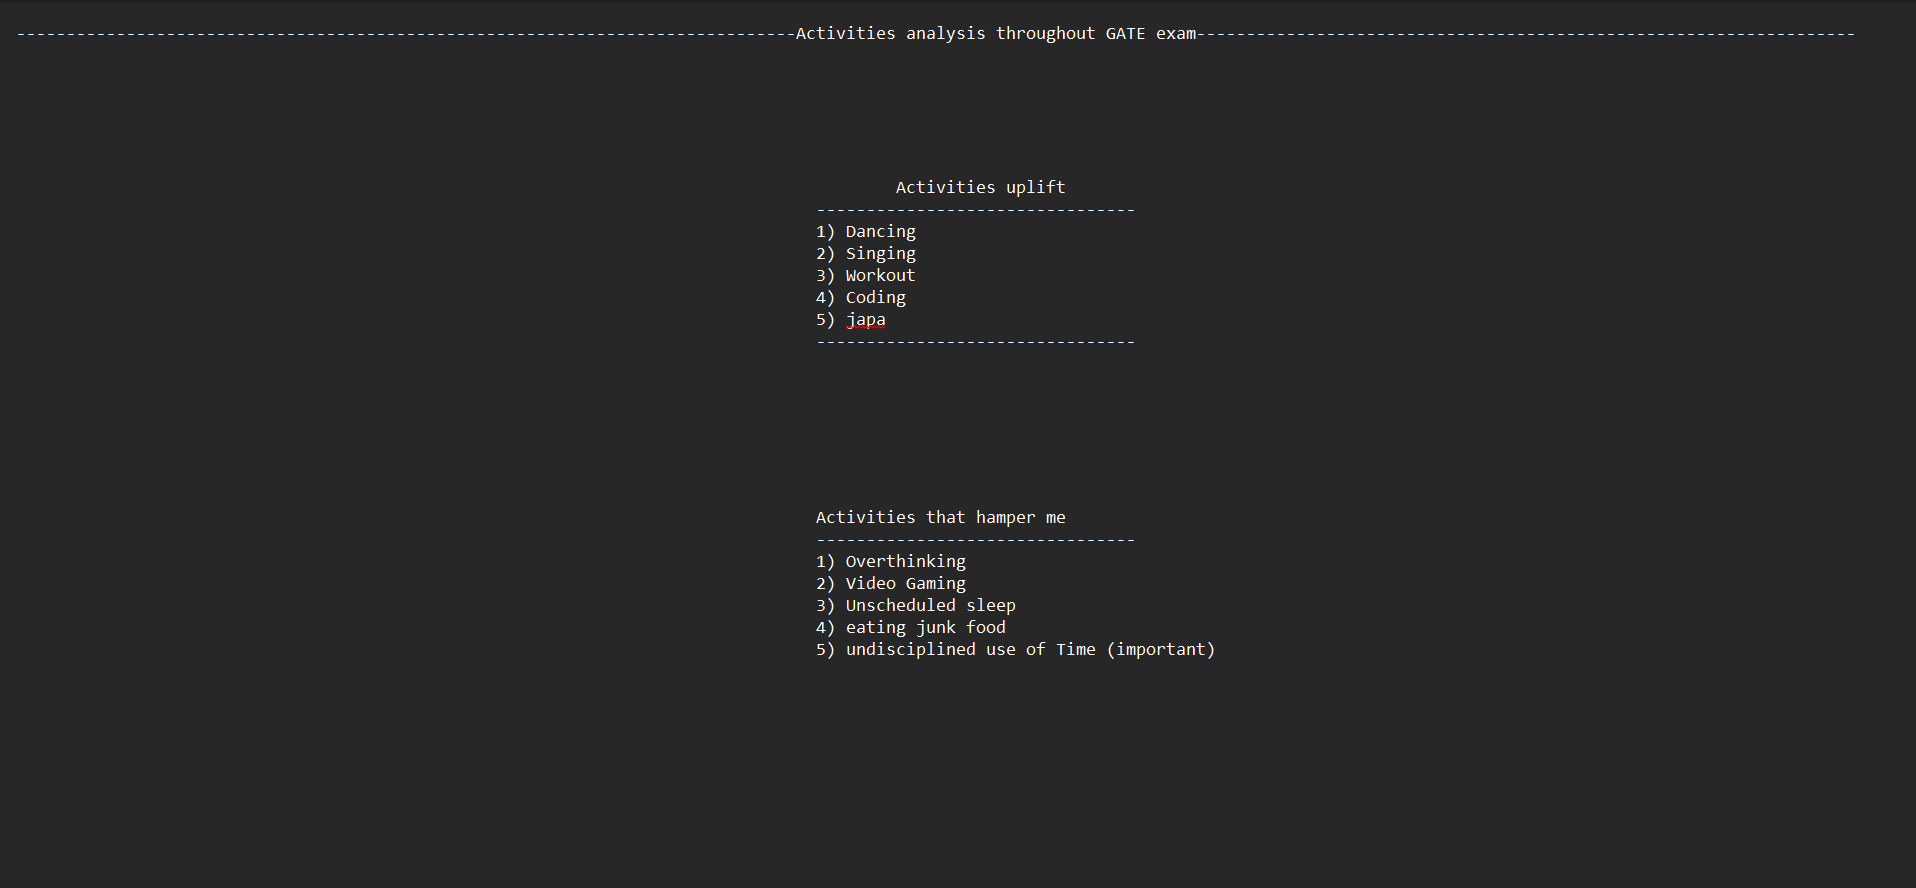 ------------------------------------------------------------------------------Activities analysis throughout GATE exam------------------------------------------------------------------
Activities uplift
--------------------------------
1) Dancing
2) Singing
3) Workout
4) Coding
5) japa
--------------------------------
Activities that hamper me
--------------------------------
1) Overthinking
2) Video Gaming
3) Unscheduled sleep
4) eating junk food
5) undisciplined use of Time (important)